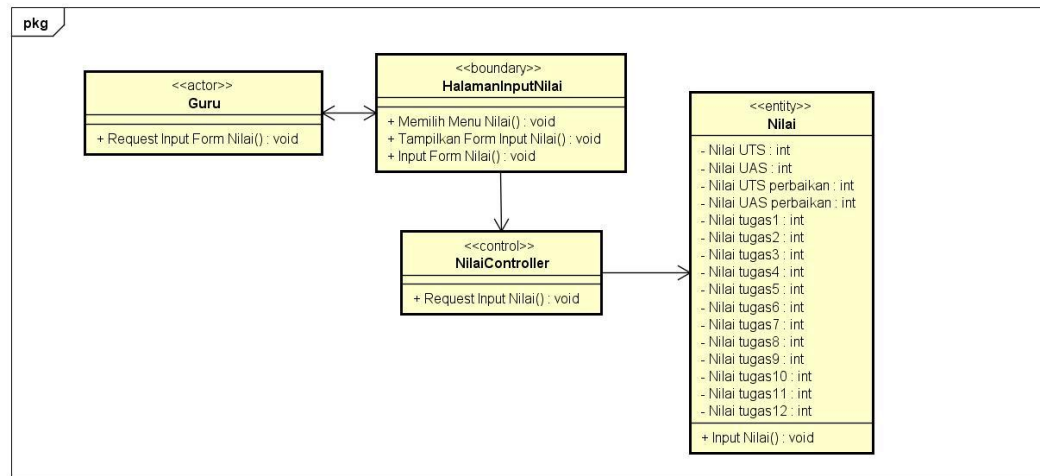 pkg
<<actor>>
Guru
+ Request Input Form Nilai() : void
<<boundary>>
HalamanInputNilai
+ Memilih Menu Nilai() : void
+ Tampilkan Form Input Nilai() : void
+ Input Form Nilai() : void
<<control>>
NilaiController
+ Request Input Nilai() : void
<<entity>>
Nilai
- Nilai UTS : int
- Nilai UAS : int
- Nilai UTS perbaikan : int
- Nilai UAS perbaikan : int
- Nilai tugas1 : int
- Nilai tugas2 : int
- Nilai tugas3 : int
- Nilai tugas4 : int
- Nilai tugas5 : int
- Nilai tugas6 : int
- Nilai tugas7 : int
- Nilai tugas8 : int
- Nilai tugas9 : int
- Nilai tugas10 : int
- Nilai tugas11 : int
- Nilai tugas12 : int
+ Input Nilai() : void